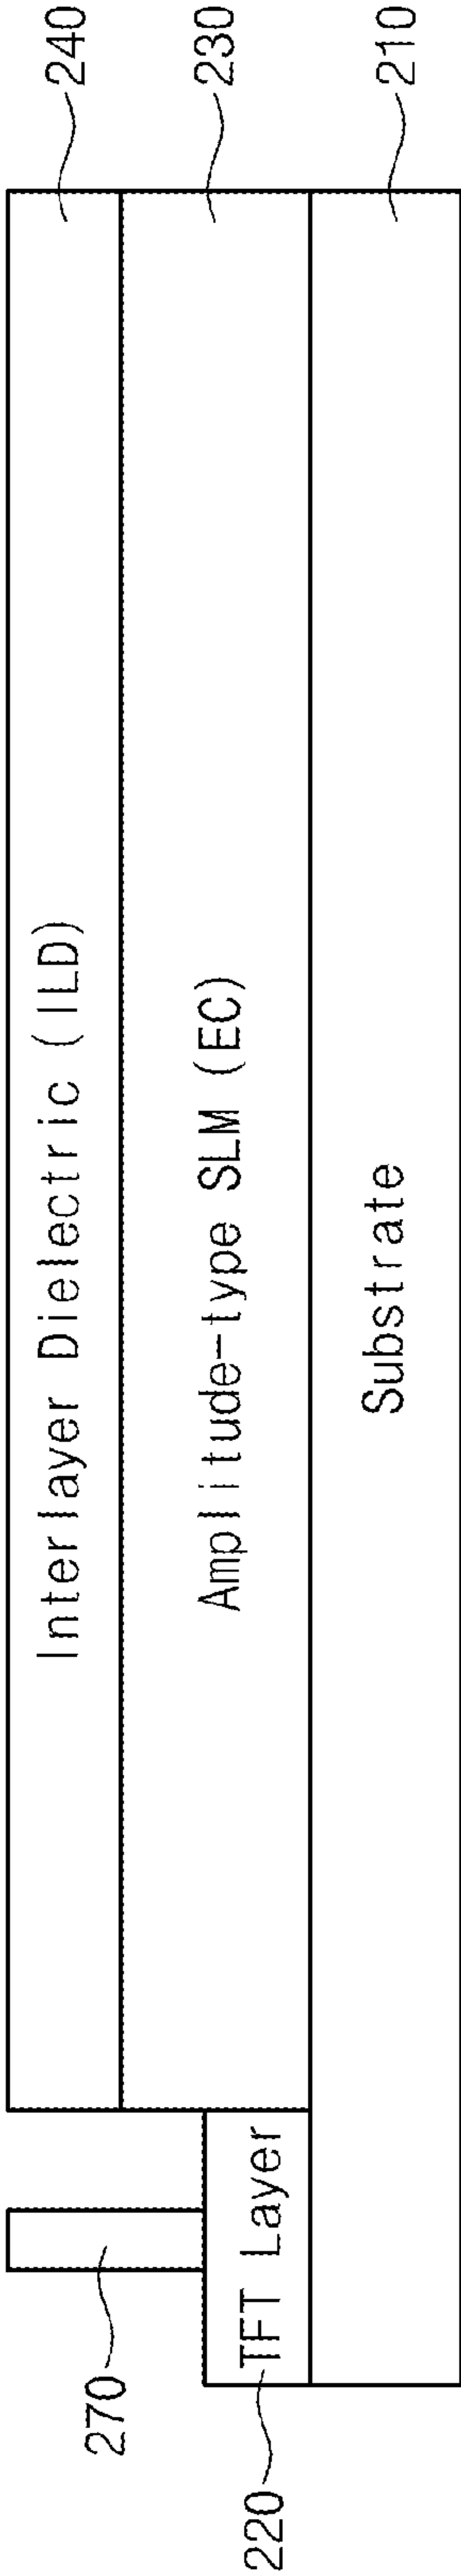 240
230
210
Interlayer Dielectric (ILD)
Amplitude-type SLM (EC)
Substrate
TFT Layer
270
220